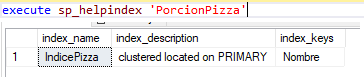 execute sp_helpindex 'PorcionPizza'
index_name index_description index_keys
1 IndicePizza clustered located on PRIMARY Nombre